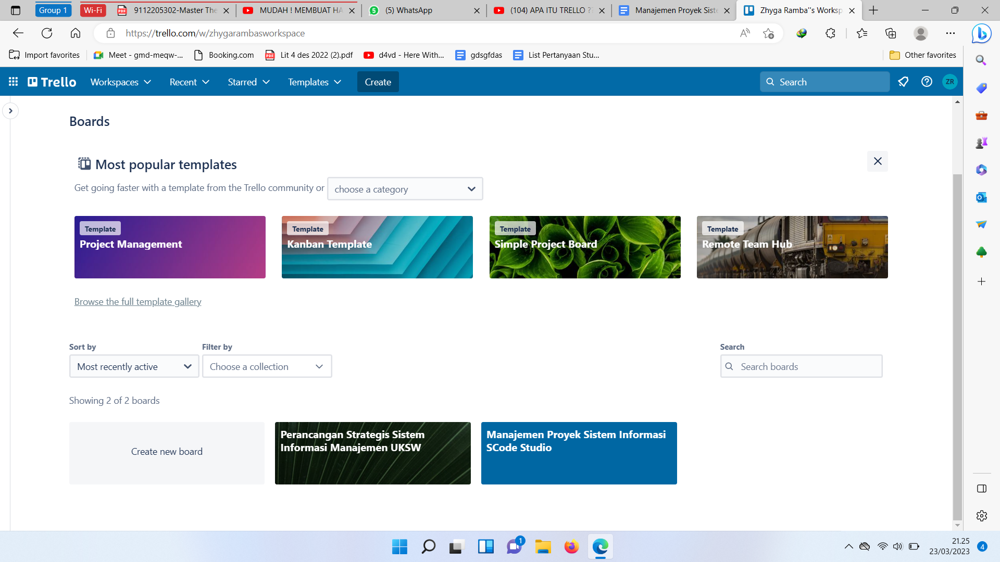 Group 1
Wi-Fi
9112205302-Master The
MUDAH ! MEMBUAT HA
(5) WhatsApp
(104) APA ITU TRELLO ??
Manajemen Proyek Siste
Zhyga Ramba''s Worksp
https://trello.com/w/zhygarambasworkspace
Import favorites
Meet - gmd-meqw-...
Booking.com
Lit 4 des 2022 (2).pdf
d4vd - Here With...
gdsgfdas
List Pertanyaan Stu...
Other favorites
Trello
Workspaces
Recent
Starred
Templates
Create
Search
ZR
Boards
Most popular templates
Get going faster with a template from the Trello community or
choose a category
Template
Project Management
Template
Kanban Template
Template
Simple Project Board
Template
Remote Team Hub
Browse the full template gallery
Sort by
Filter by
Search
Most recently active
Choose a collection
Search boards
Showing 2 of 2 boards
Create new board
Perancangan Strategis Sistem
Informasi Manajemen UKSW
Manajemen Proyek Sistem Informasi
SCode Studio
1
21.25
23/03/2023
4